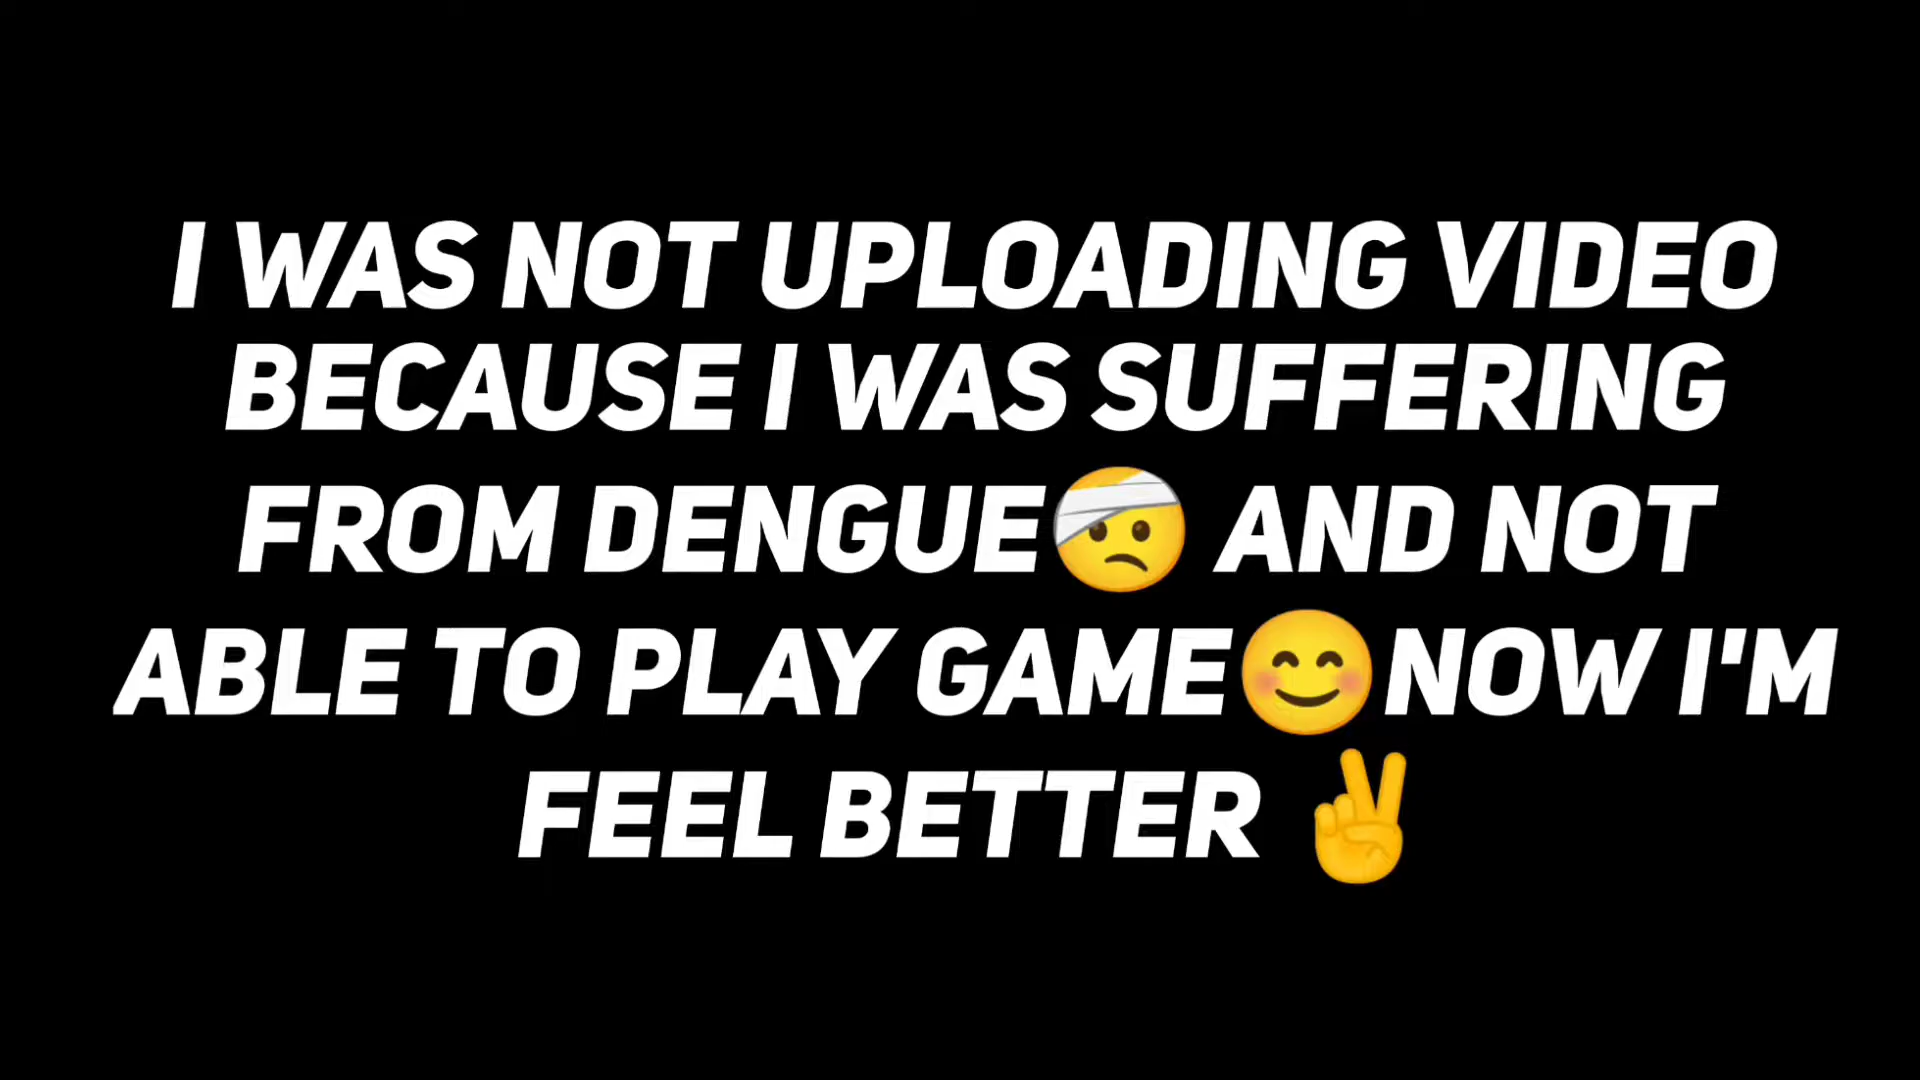 I WAS NOT UPLOADING VIDEO
BECAUSE I WAS SUFFERING
FROM DENGUE🤕 AND NOT
ABLE TO PLAY GAME😊NOW I'M
FEEL BETTER ✌️